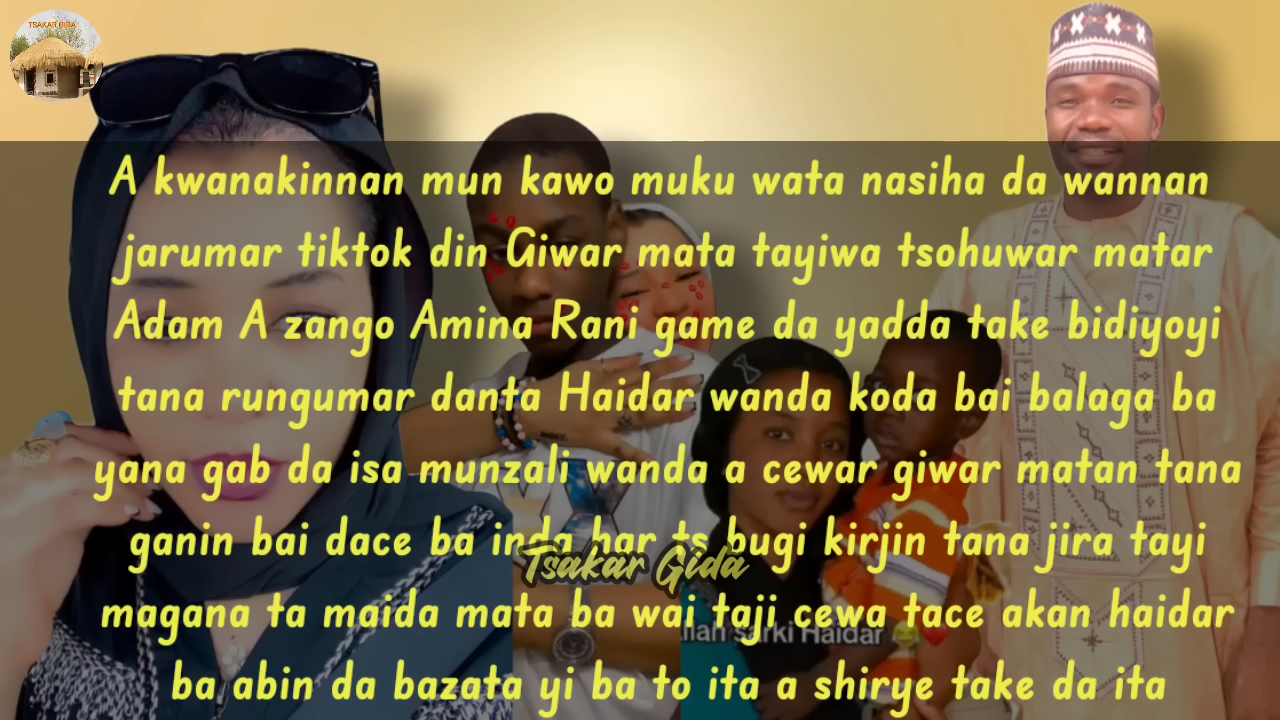 TSAKAR GIDA
A kwanakinnan mun kawo muku wata nasiha da wannan
jarumar tiktok din Giwar mata tayiwa tsohuwar matar
Adam A zango Amina Rani game da yadda take bidiyoyi
tana rungumar danta Haidar wanda koda bai balaga ba
yana gab da isa munzali wanda a cewar giwar matan tana
ganin bai dace ba inda har ts bugi kirjin tana jira tayi
Tsakar Gida
magana ta maida mata ba wai taji cewa tace akan haidar
sarki Haidar
ba abin da bazata yi ba to ita a shirye take da ita